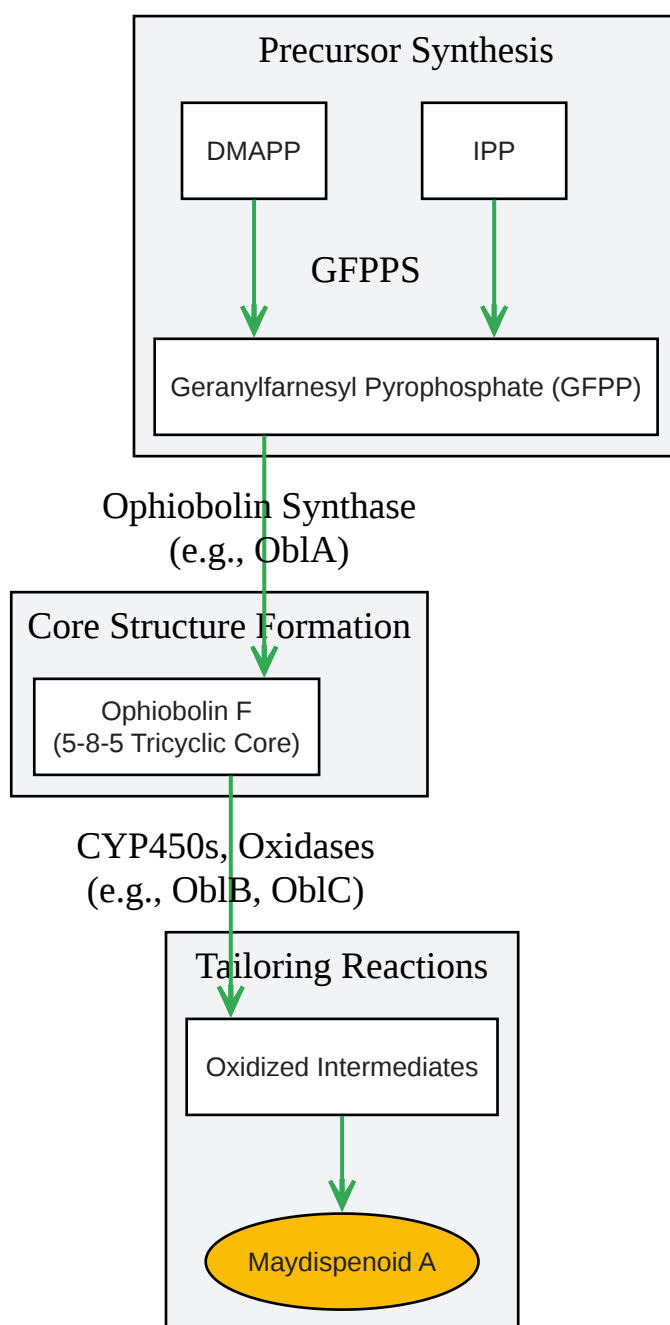 Precursor Synthesis
DMAPP
IPP
GFPPS
Geranylfarnesyl Pyrophosphate (GFPP)
Ophiobolin Synthase
(e.g., OblA)
Core Structure Formation
Ophiobolin F
(5-8-5 Tricyclic Core)
CYP450s, Oxidases
(e.g., OblB, OblC)
Tailoring Reactions
Oxidized Intermediates
Maydispenoid A